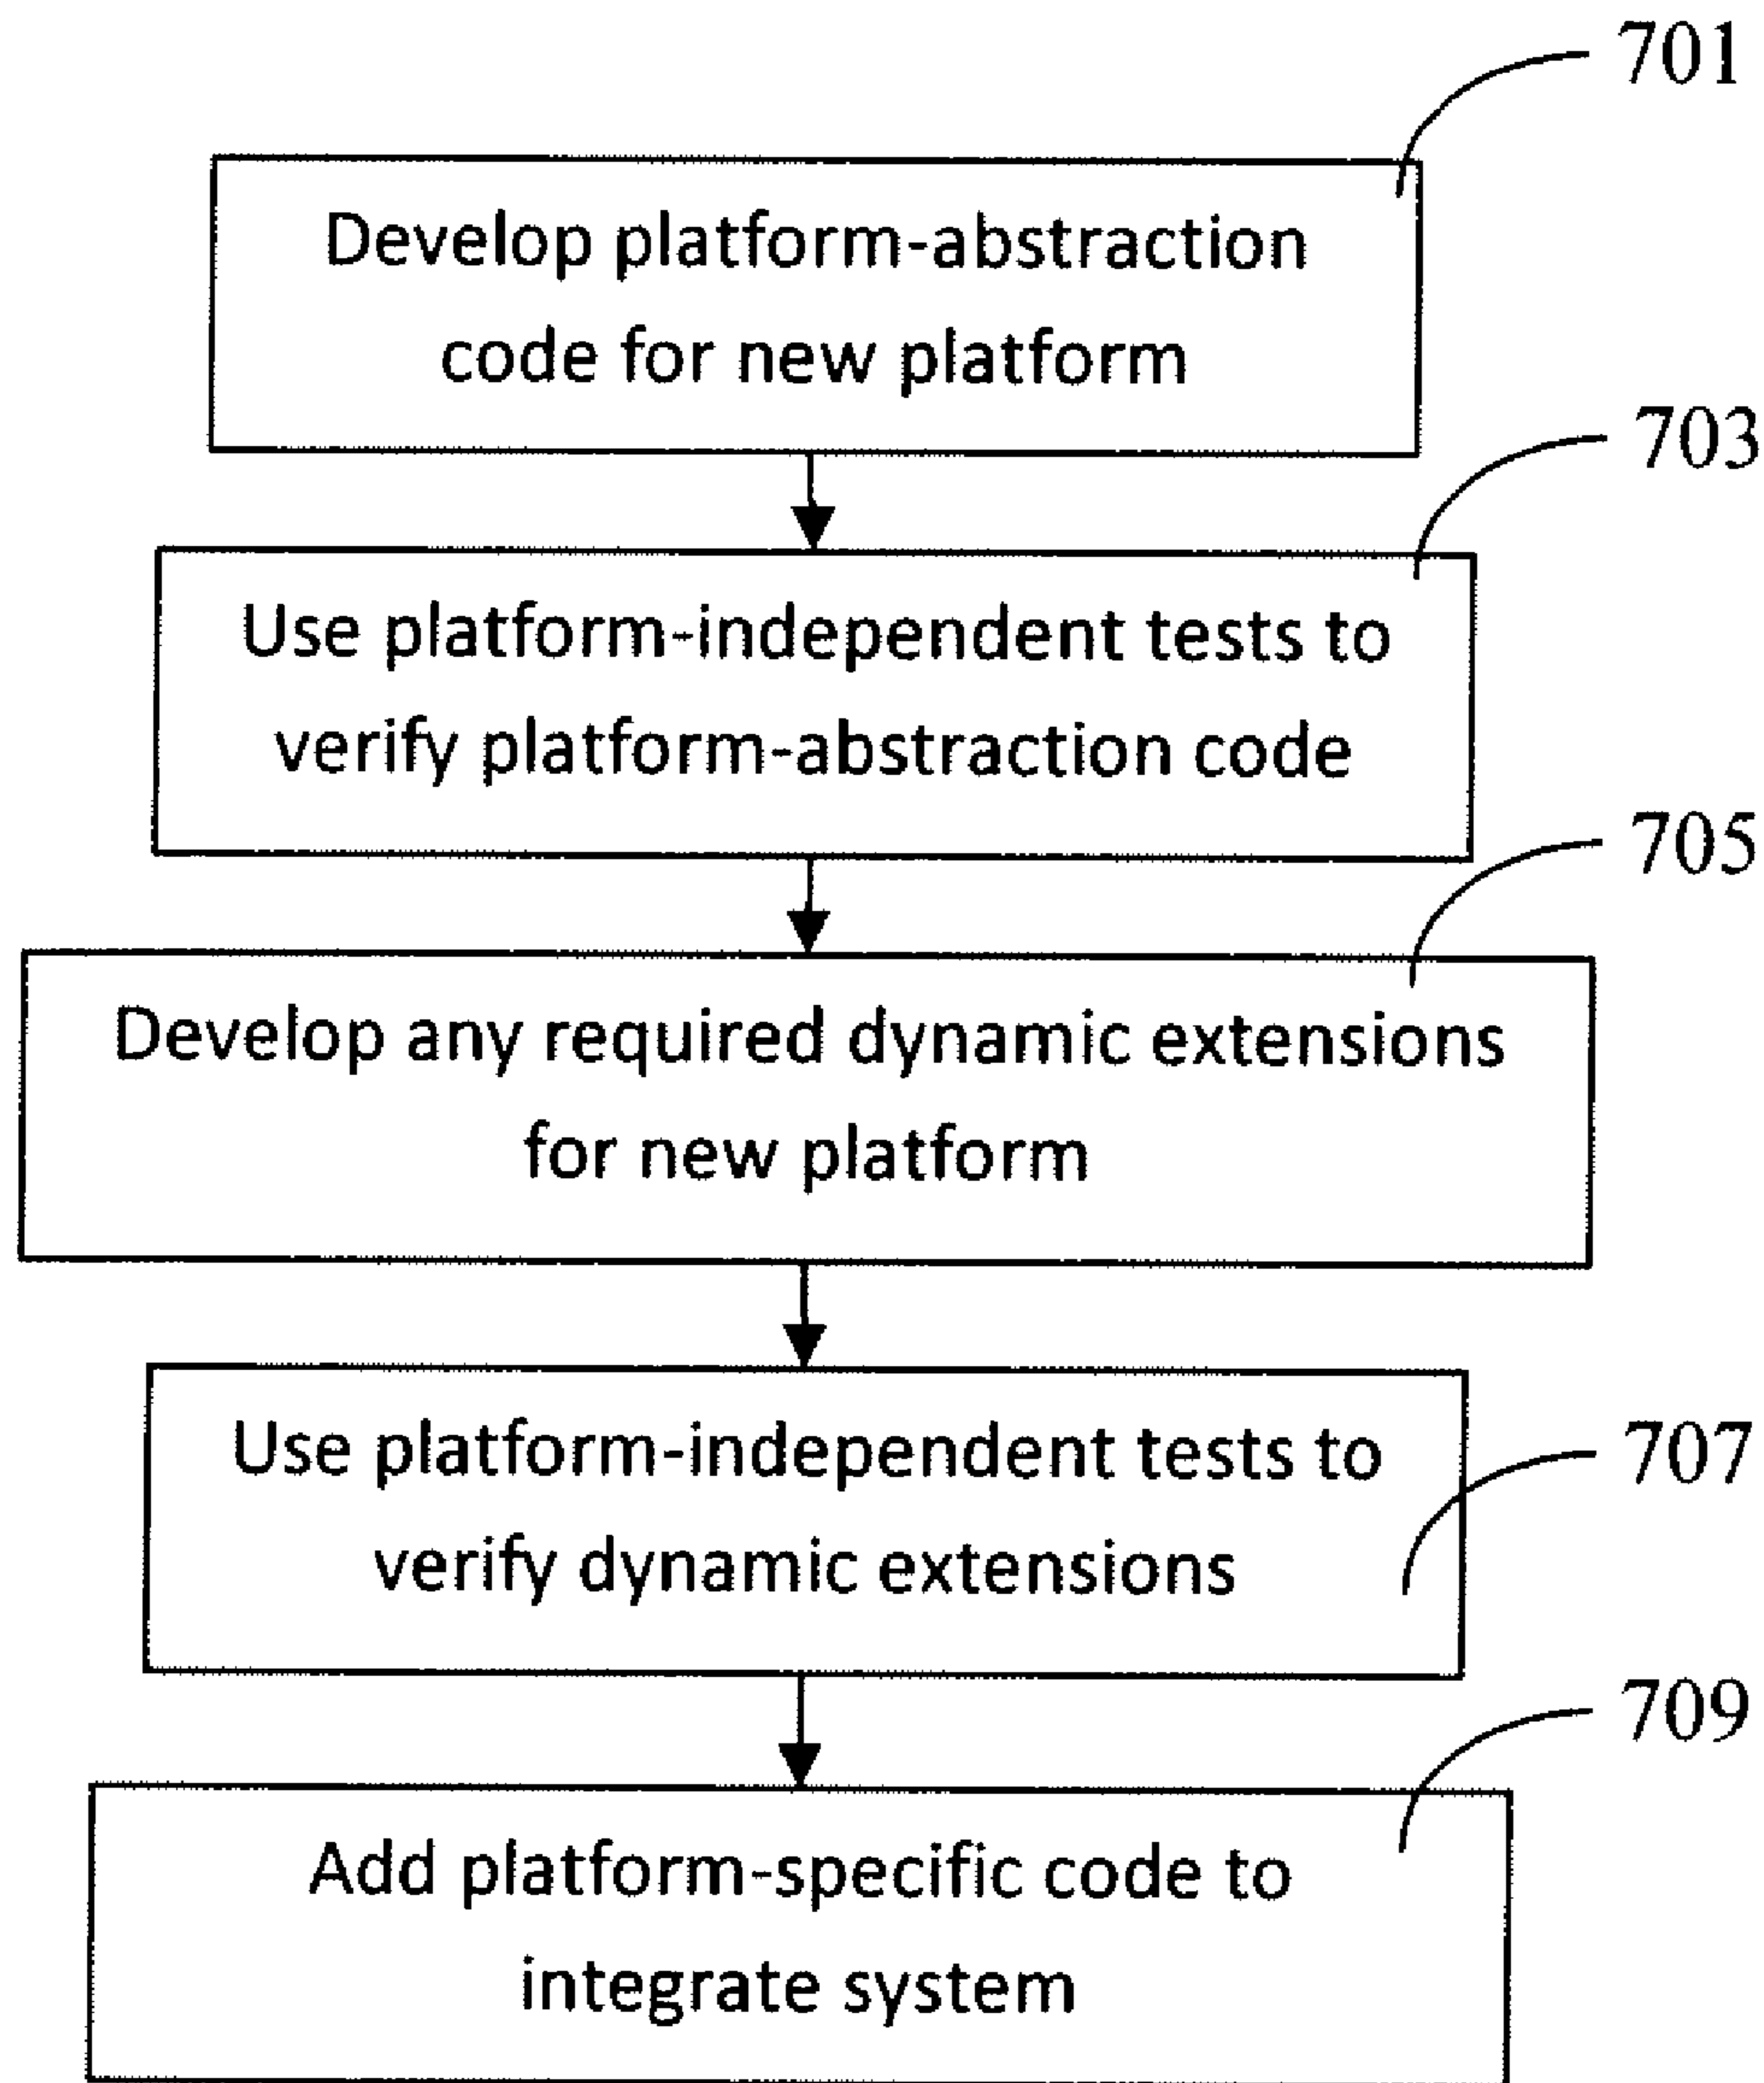 701
Develop platform-abstraction
code for new platform
703
Use platform-independent tests to
verify platform-abstraction code
705
Develop any required dynamic extensions
for new platform
707
Use platform-independent tests to
verify dynamic extensions
709
Add platform-specific code to
integrate system